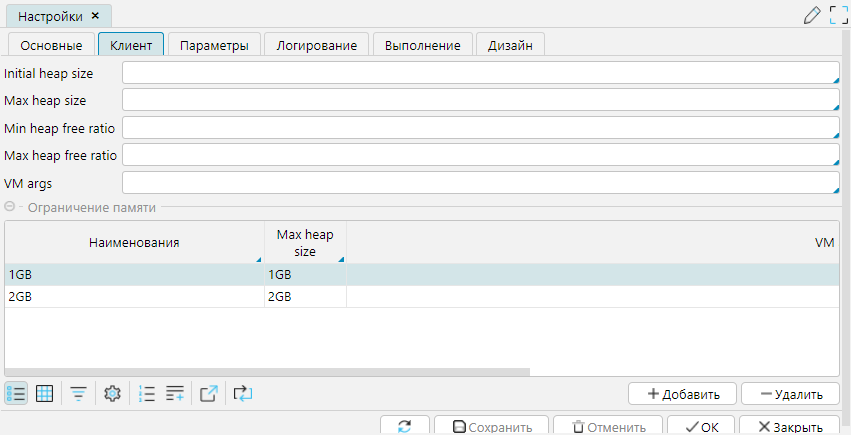 Настройки
Основные Клиент Параметры Логирование Выполнение Дизайн
Initial heap size
Max heap size
Min heap free ratio
Max heap free ratio
VM args
Ограничение памяти
Наименования Max heap size VM
1GB 1GB
2GB 2GB
Добавить Удалить
Сохранить Отменить OK Закрыть